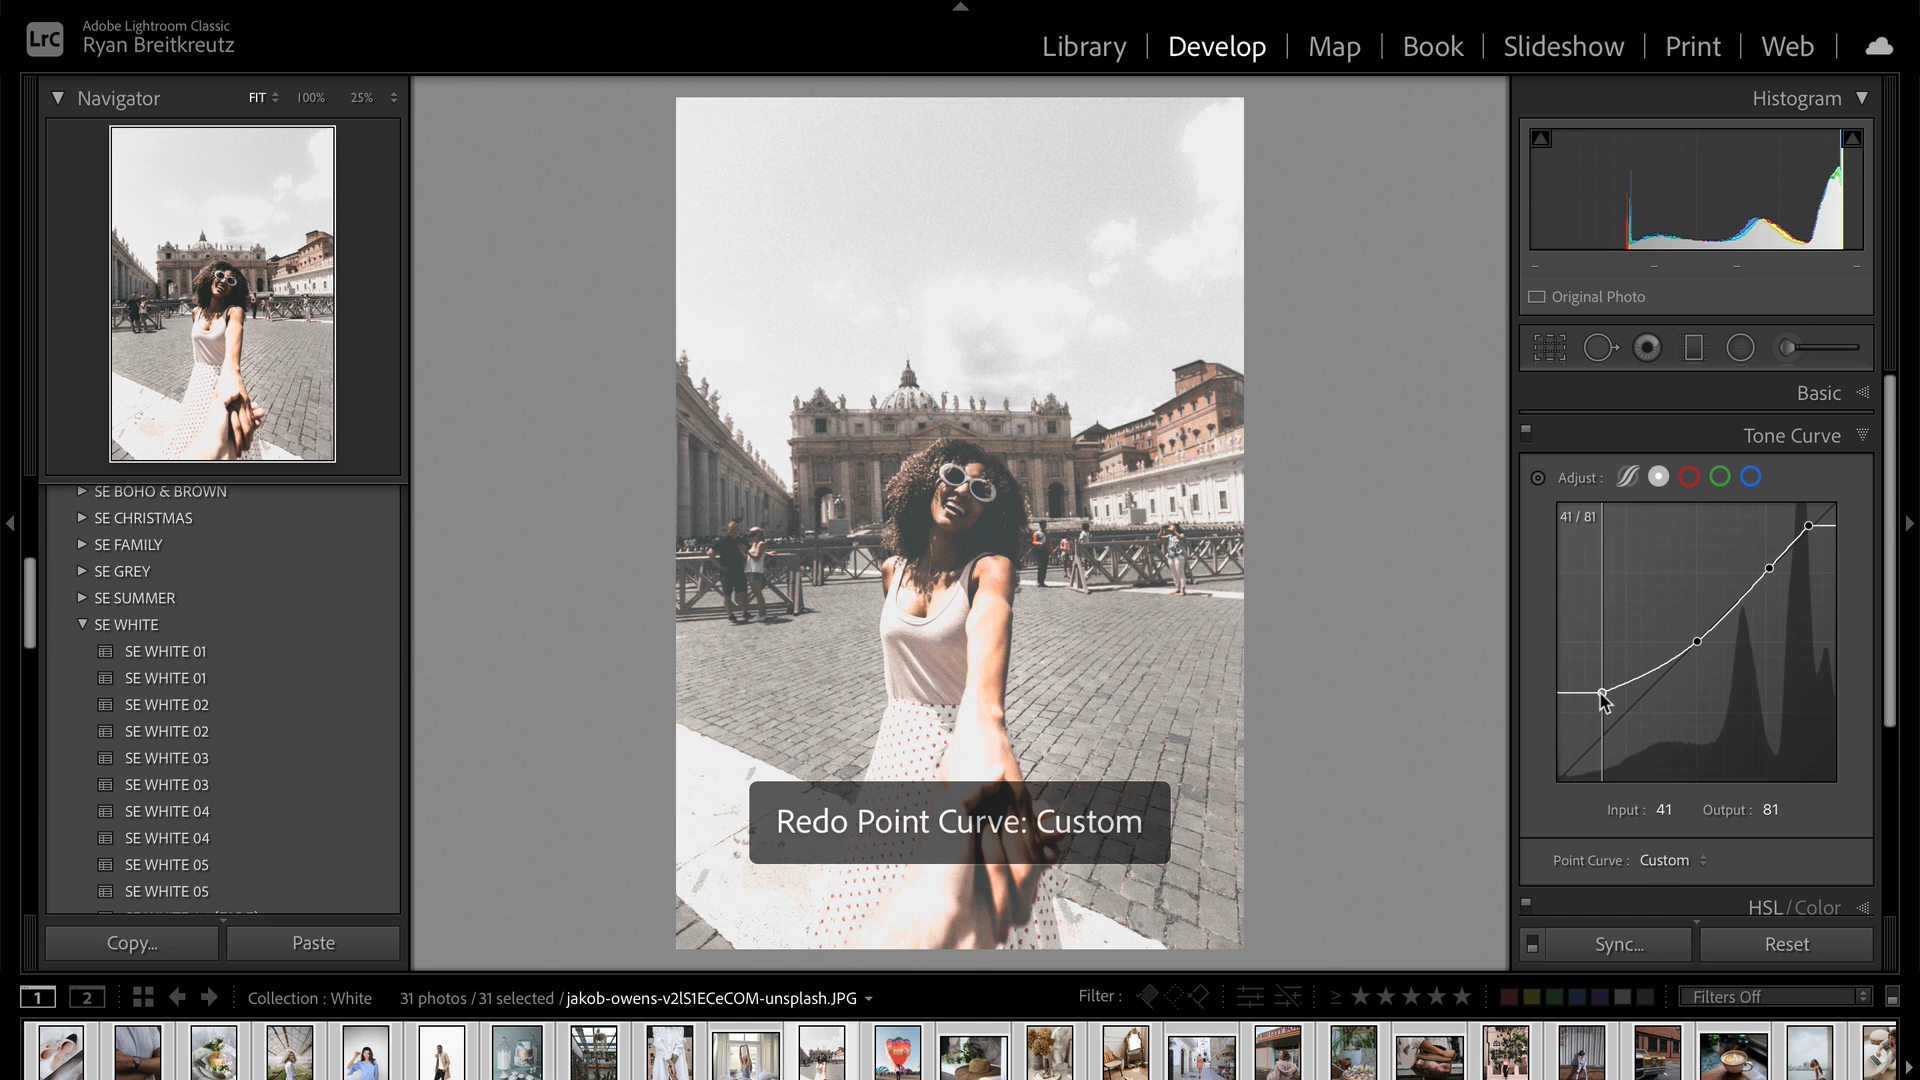 LrC
Adobe Lightroom Classic
Ryan Breitkreutz
Library
Develop
Map
Book
Slideshow
Print
Web
Navigator
FIT
100%
25%
SE BOHO & BROWN
SE CHRISTMAS
SE FAMILY
SE GREY
SE SUMMER
SE WHITE
SE WHITE 01
SE WHITE 01
SE WHITE 02
SE WHITE 02
SE WHITE 03
SE WHITE 03
SE WHITE 04
SE WHITE 04
SE WHITE 05
SE WHITE 05
Copy...
Paste
Redo Point Curve: Custom
Histogram
Original Photo
Basic
Tone Curve
Adjust :
41 / 81
Input : 41 Output : 81
Point Curve : Custom
HSL / Color
Sync...
Reset
1
2
Collection : White
31 photos / 31 selected / jakob-owens-v2lS1ECeCOM-unsplash.JPG
Filter :
≥ ★ ★ ★ ★ ★
Filters Off